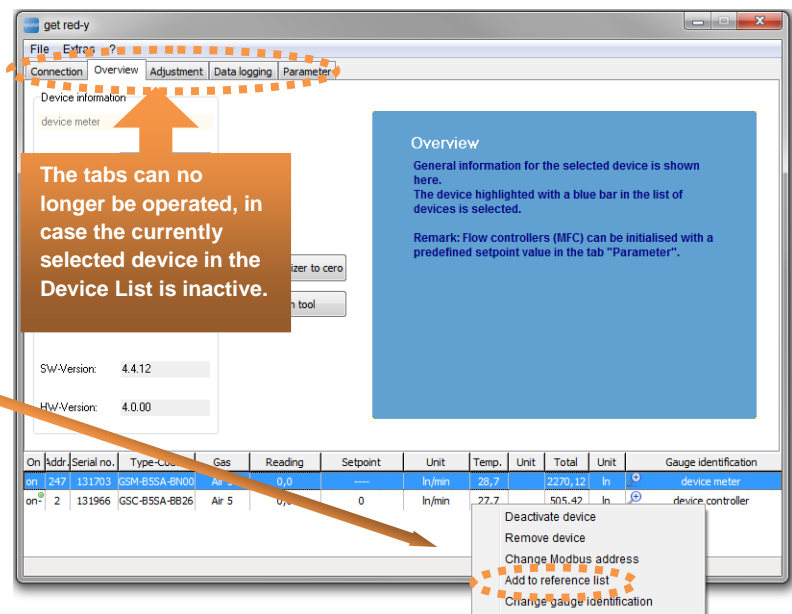 get red-y
File Extras ?
Connection Overview Adjustment Data logging Parameter
Device information
device meter
The tabs can no
longer be operated, in
case the currently
selected device in the
Device List is inactive.
Overview
General information for the selected device is shown
here.
The device highlighted with a blue bar in the list of
devices is selected.
Remark: Flow controllers (MFC) can be initialised with a
predefined setpoint value in the tab "Parameter".
to cero
tool
SW-Version: 4.4.12
HW-Version: 4.0.00
On Addr. Serial no. Type-Code Gas Reading Setpoint Unit Temp. Unit Total Unit Gauge identification
on 247 131703 GSM-B5SA-BN00 Air 5 0,0 ---- ln/min 28,7 2270,12 ln device meter
on 2 131966 GSC-B5SA-BB26 Air 5 0,0 0 ln/min 27,7 505,42 ln device controller
Deactivate device
Remove device
Change Modbus address
Add to reference list
Change gauge identification